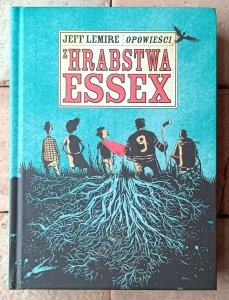 JEFF LEMIRE OPOWIEŚCI
Z HRABSTWA
ESSEX
9